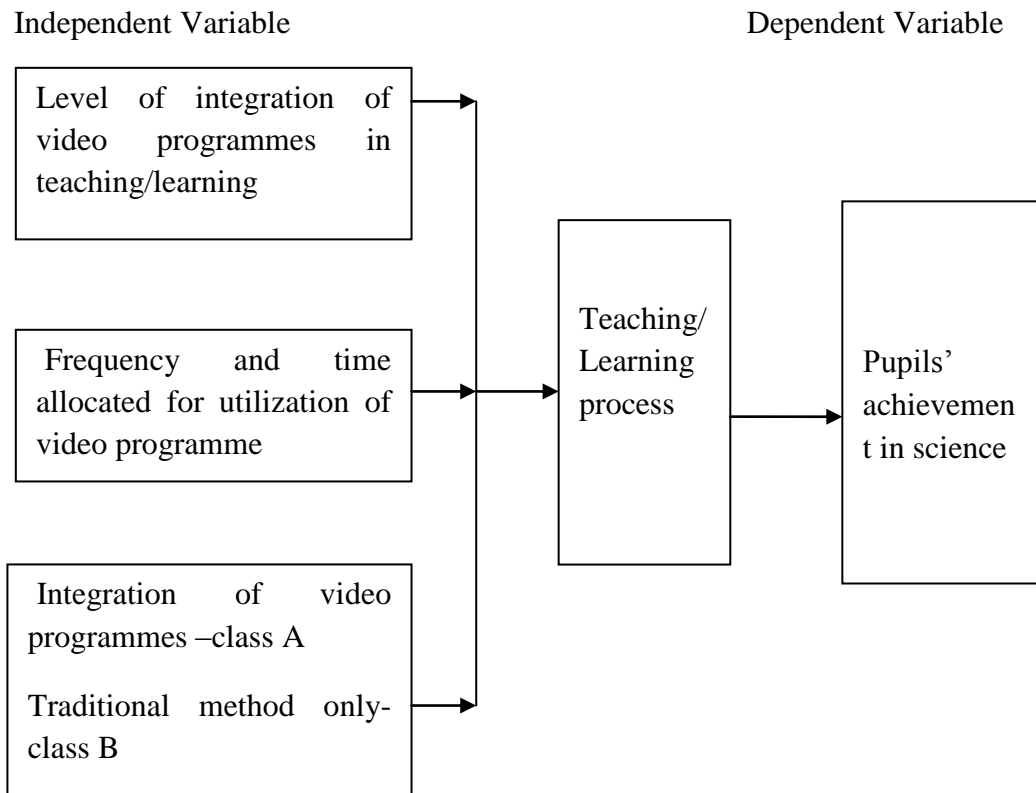 Independent Variable
Dependent Variable
Level of integration of
video programmes in
teaching/learning
Frequency and time
allocated for utilization of
video programme
Integration of video
programmes –class A
Traditional method only-
class B
Teaching/
Learning
process
Pupils’
achievemen
t in science